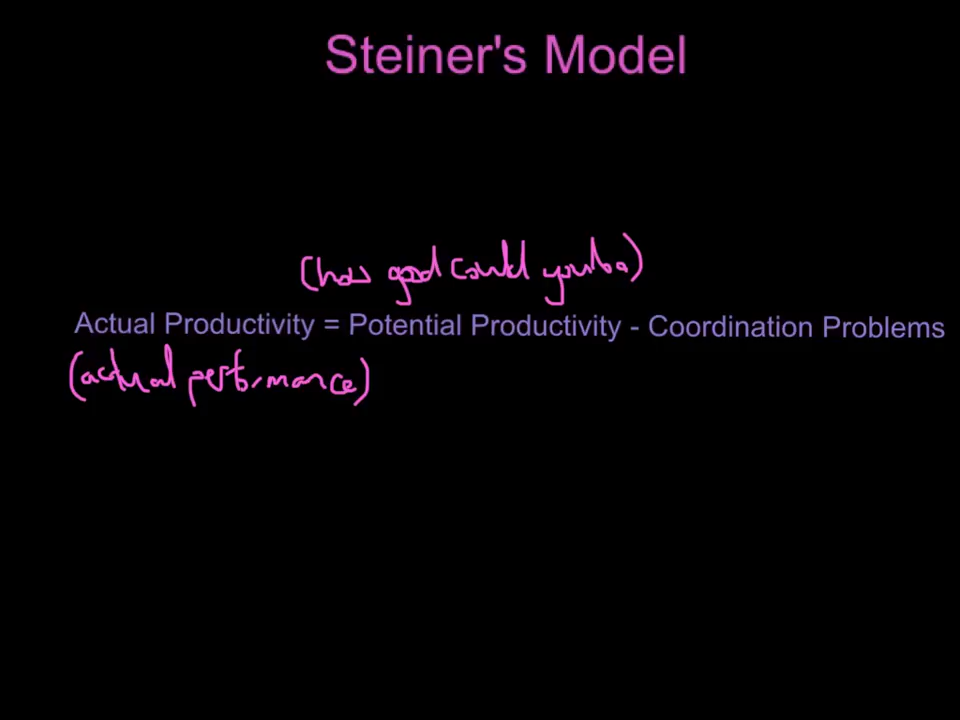 Steiner's Model
(how good could you be)
Actual Productivity = Potential Productivity - Coordination Problems
(actual performance)